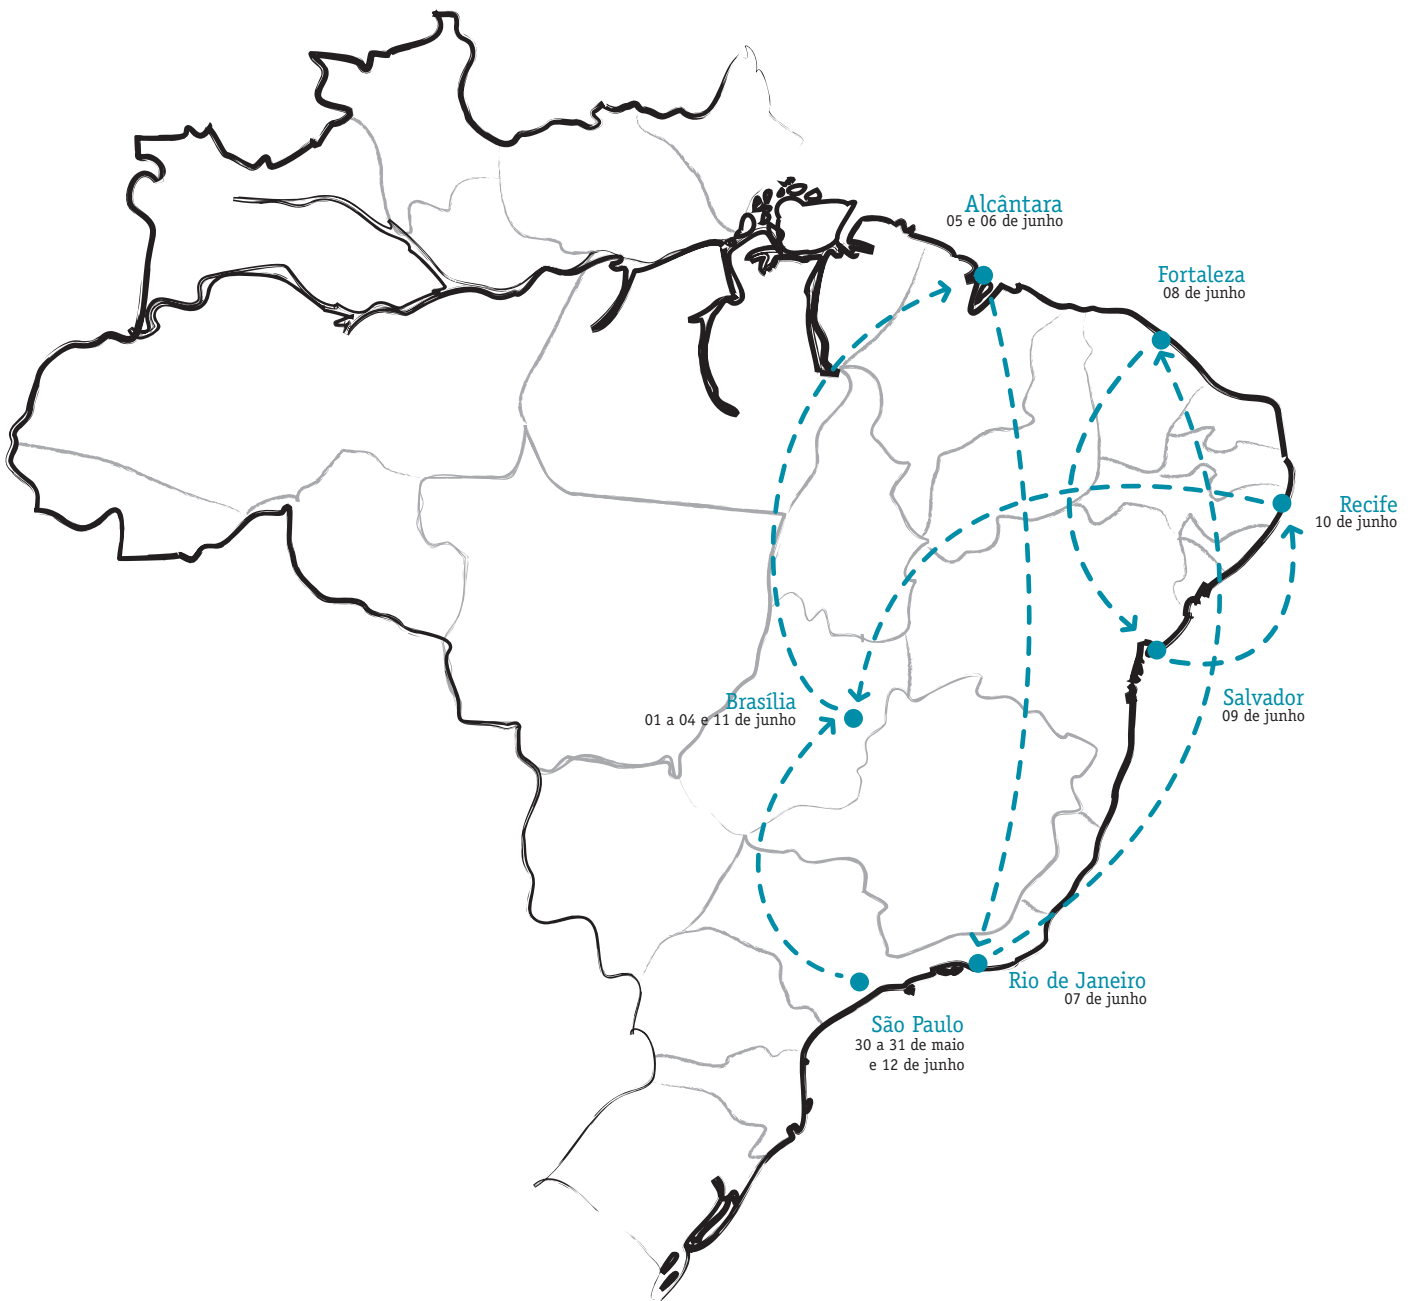 Alcântara
05 e 06 de junho
Fortaleza
08 de junho
Recife
10 de junho
Brasília
01 a 04 e 11 de junho
Salvador
09 de junho
Rio de Janeiro
07 de junho
São Paulo
30 a 31 de maio
e 12 de junho